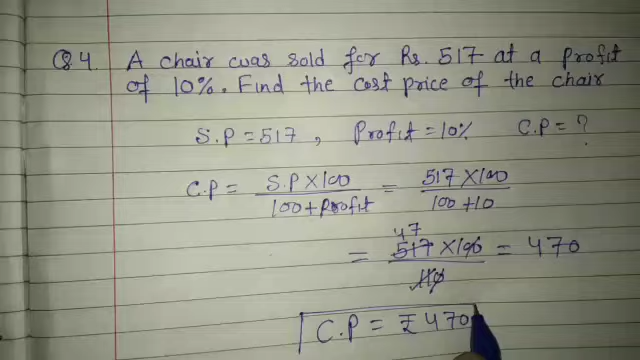 Q4. A chair was sold for Rs. 517 at a profit
of 10%. Find the cost price of the chair
S.P = 517 , Profit = 10% C.P = ?
C.P = S.P × 100 / 100 + profit = 517 × 100 / 100 + 10
47
= 517 × 100 / 110 = 470
C.P = ₹ 470